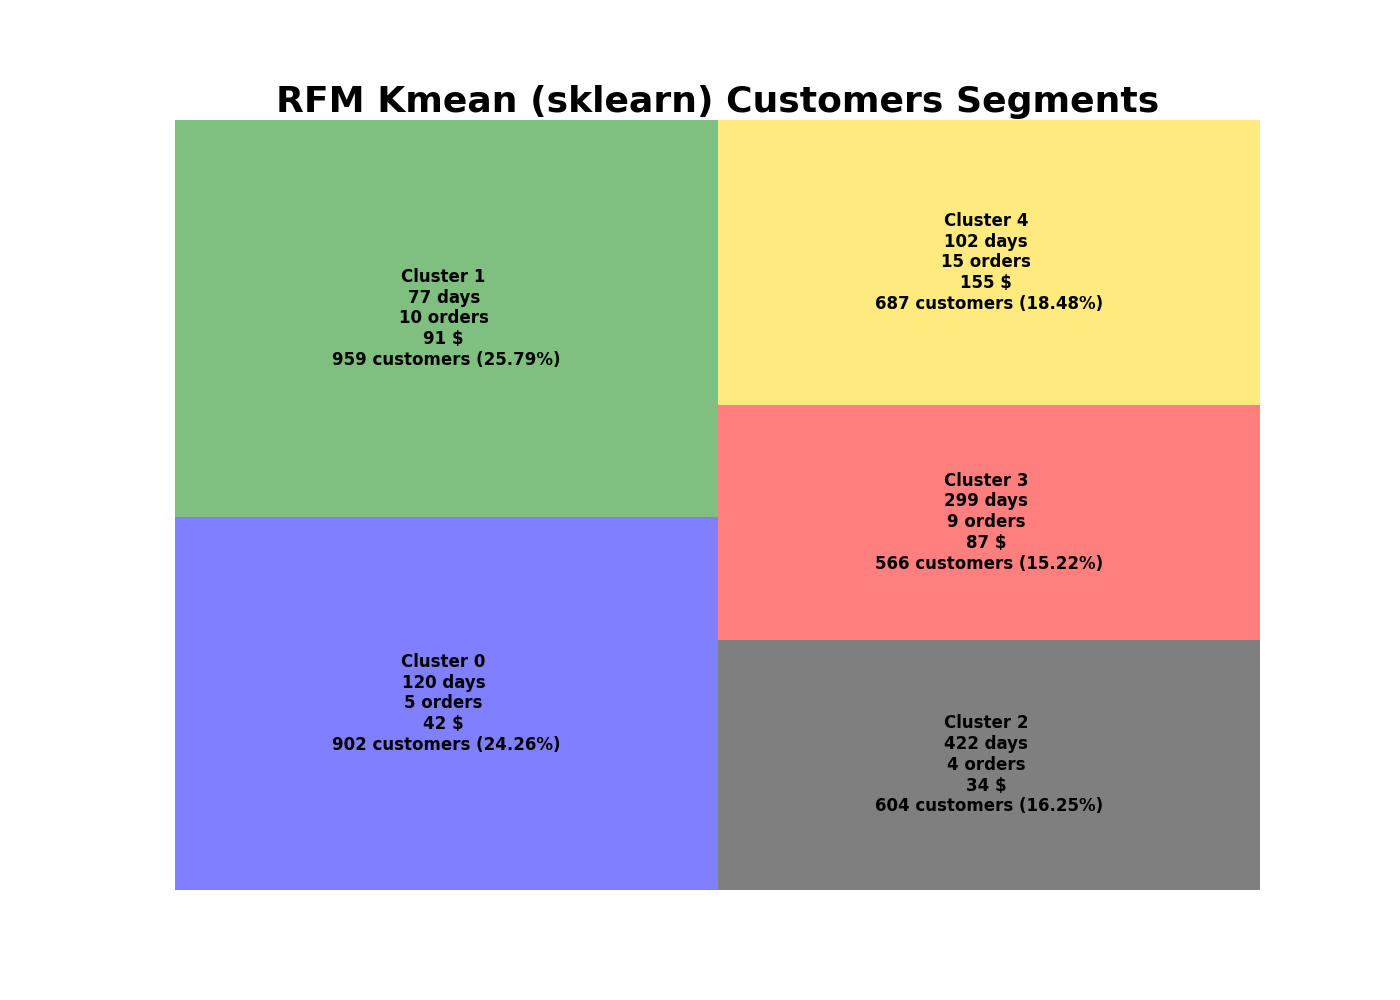 RFM Kmean (sklearn) Customers Segments
Cluster 1
77 days
10 orders
91 $
959 customers (25.79%)
Cluster 0
120 days
5 orders
42 $
902 customers (24.26%)
Cluster 4
102 days
15 orders
155 $
687 customers (18.48%)
Cluster 3
299 days
9 orders
87 $
566 customers (15.22%)
Cluster 2
422 days
4 orders
34 $
604 customers (16.25%)